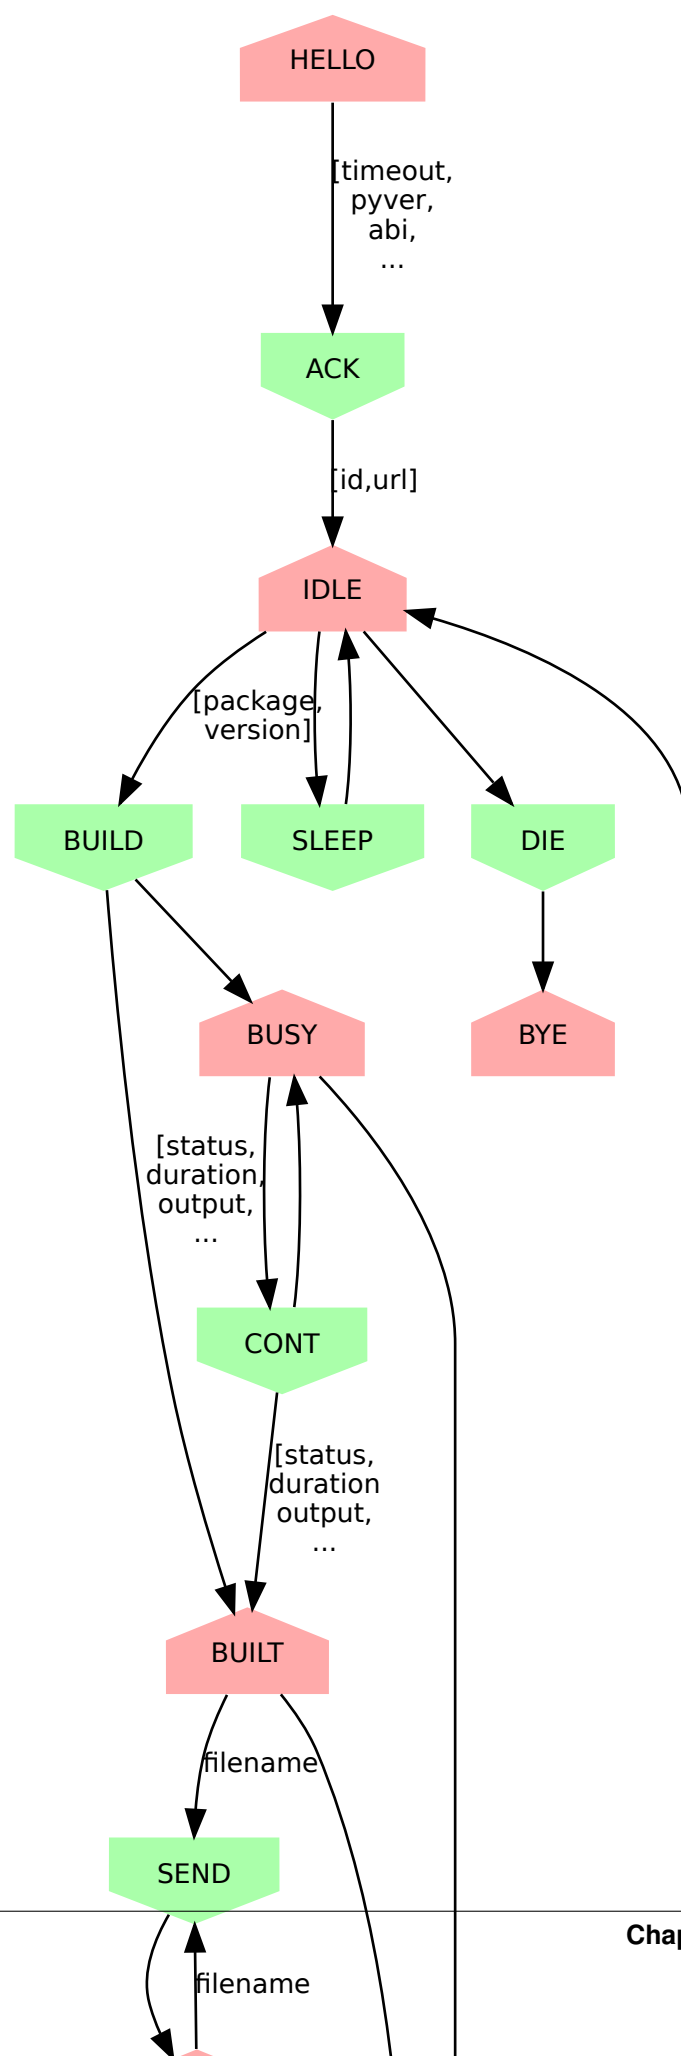 HELLO
[timeout,
pyver,
abi,
...
ACK
[id,url]
IDLE
[package,
version]
BUILD
SLEEP
DIE
BUSY
BYE
[status,
duration,
output,
...
CONT
[status,
duration
output,
...
BUILT
filename
SEND
filename